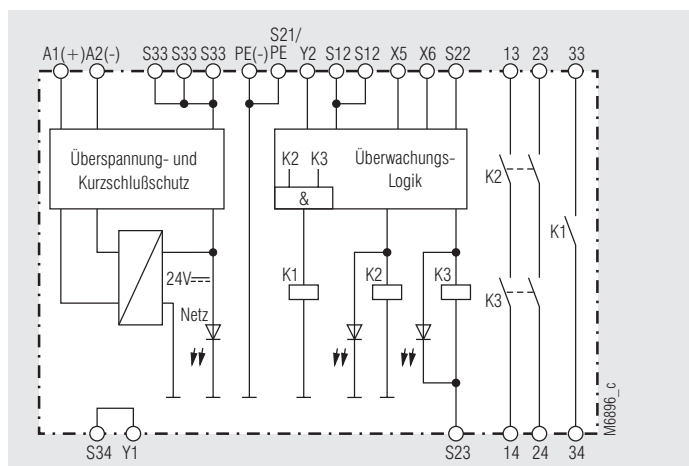 S21/
A1(+) A2(-) S33 S33 S33 PE(-) PE Y2 S12 S12 X5 X6 S22 13 23 33
Überspannung- und
Kurzschlußschutz
K2 K3
&
Überwachungs-
Logik
K2
K1
24V
Netz
K1
K2
K3
K3
M6896_c
S34 Y1 S23 14 24 34